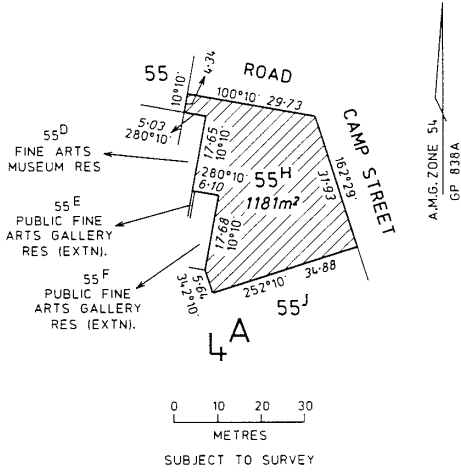 55
ROAD
4·34
10°10'
100°10' 29·73
5·03
280°10'
17·65
10°10'
CAMP STREET
162°29'
31·93
A.M.G. ZONE 54
GP 838A
55D
FINE ARTS
MUSEUM RES
280°10'
6·10
55H
1181m²
55E
PUBLIC FINE
ARTS GALLERY
RES (EXTN).
17·68
10°10'
55F
PUBLIC FINE
ARTS GALLERY
RES (EXTN).
5·64
342°10'
252°10' 34·88
55J
4A
0 10 20 30
METRES
SUBJECT TO SURVEY